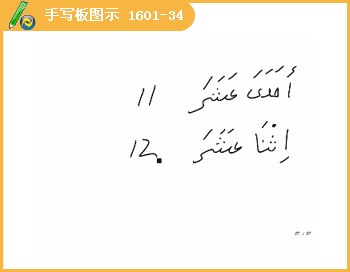 手写板图示 1601-34
11 أَحَدَى عَشَرَ
12 اِثْنَا عَشَرَ